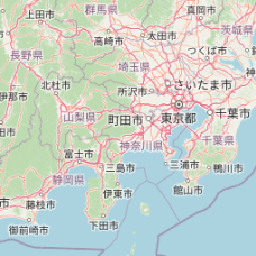 群馬県
茨城県
上田市
高崎市
太田市
真岡市
つくば市
長野県
埼玉県
北杜市
所沢市
さいたま市
伊那市
山梨県
町田市
東京都
千葉市
千葉県
神奈川県
富士市
三島市
三浦市
鴨川市
静岡県
館山市
藤枝市
伊東市
御前崎市
下田市